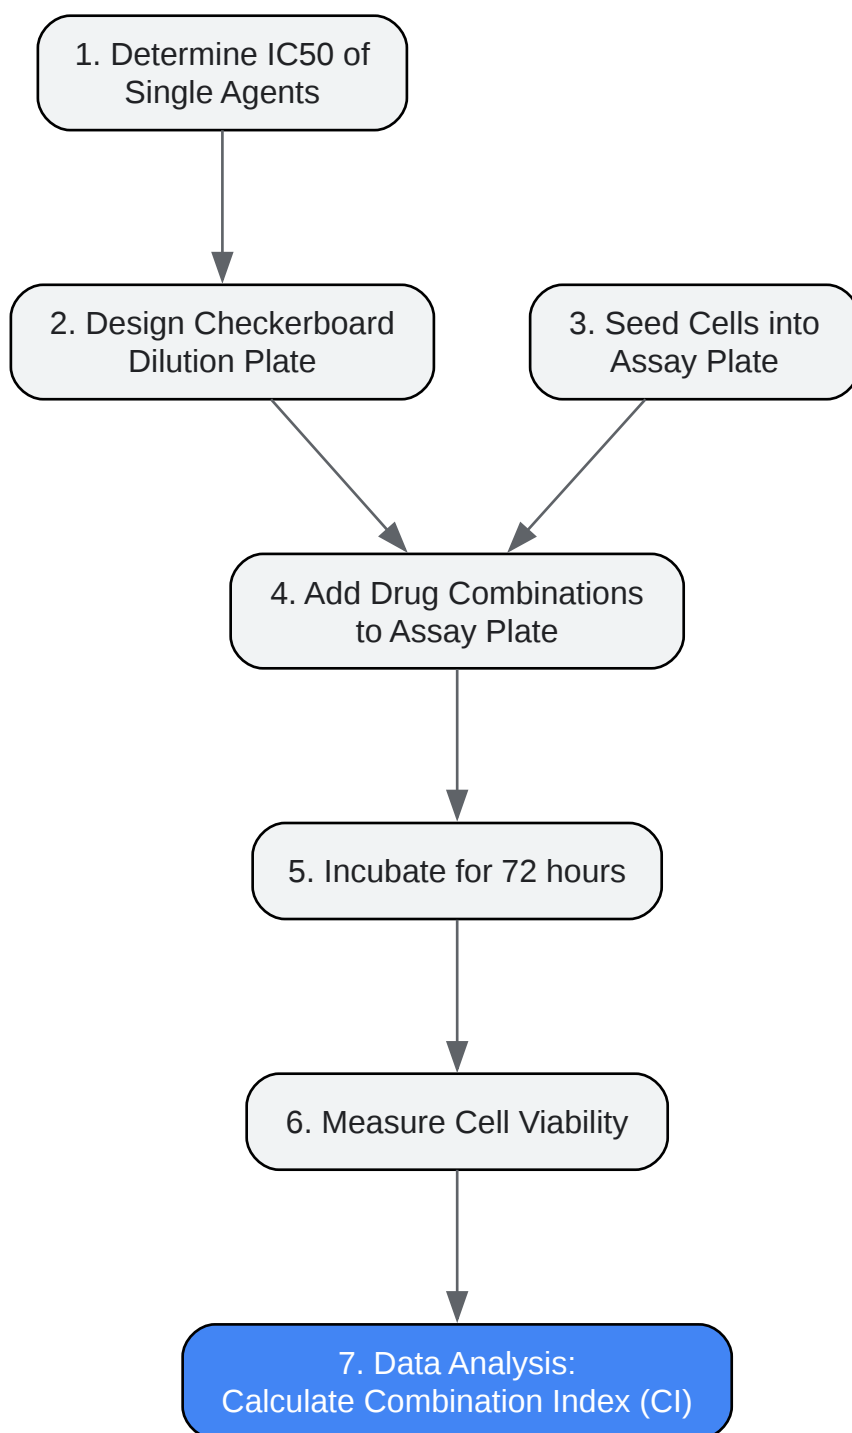 1. Determine IC50 of
Single Agents
2. Design Checkerboard
Dilution Plate
3. Seed Cells into
Assay Plate
4. Add Drug Combinations
to Assay Plate
5. Incubate for 72 hours
6. Measure Cell Viability
7. Data Analysis:
Calculate Combination Index (CI)